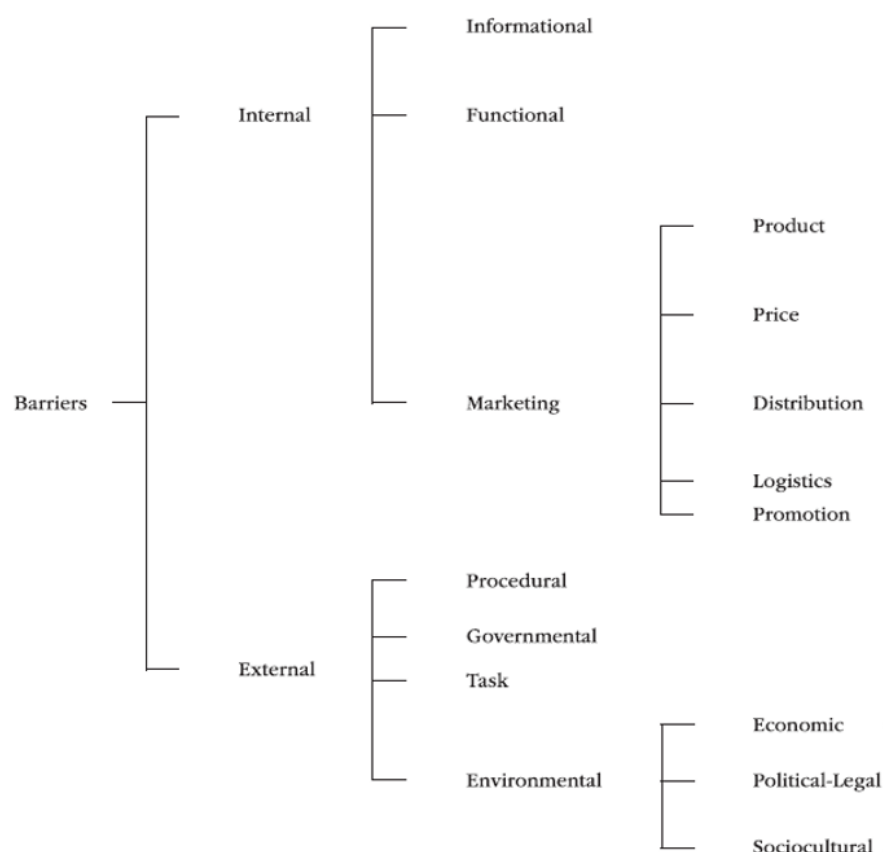 Informational
Internal
Functional
Product
Price
Barriers
Marketing
Distribution
Logistics
Promotion
Procedural
Governmental
External
Task
Economic
Environmental
Political-Legal
Sociocultural